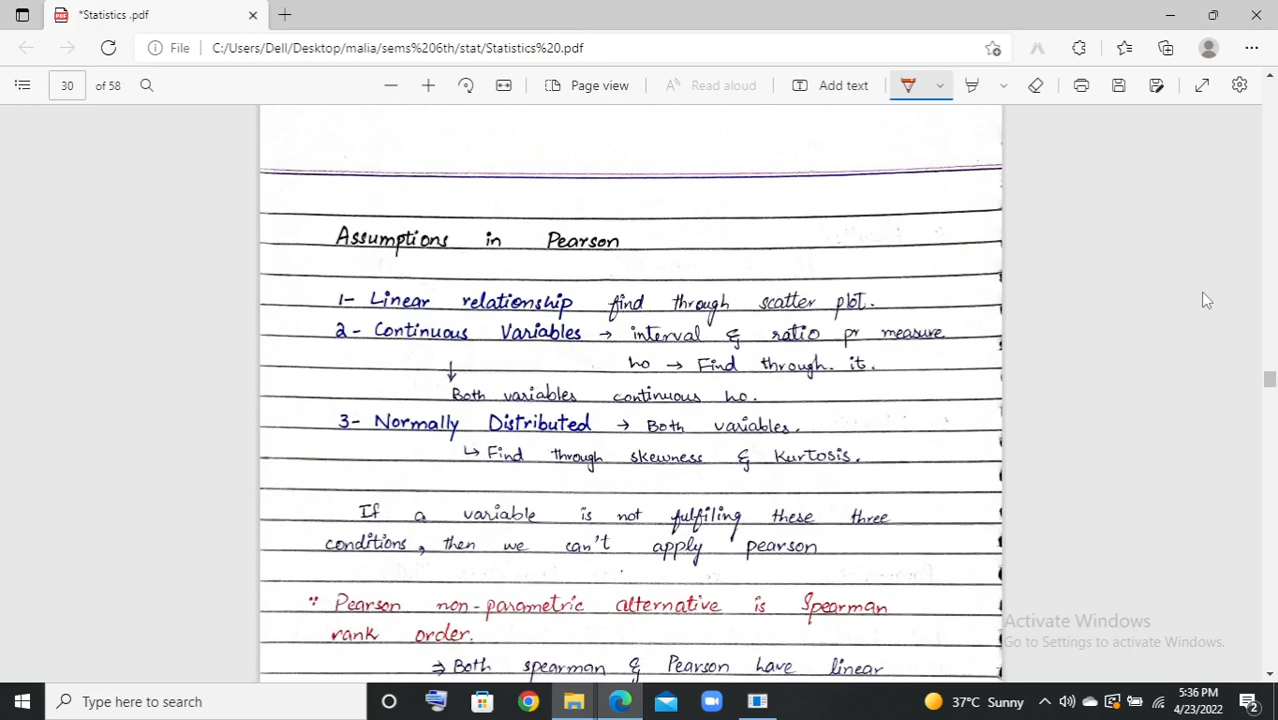 *Statistics .pdf
File
C:/Users/Dell/Desktop/malia/sems%206th/stat/Statistics%20.pdf
30 of 58
Page view
Read aloud
Add text
Assumptions in Pearson
1- Linear relationship find through scatter plot.
2- Continuous Variables → interval & ratio pr measure
ho → Find through it.
↓
Both variables continuous ho.
3- Normally Distributed → Both variables.
↳ Find through skewness & Kurtosis.
If a variable is not fulfiling these three
conditions, then we can't apply pearson
Pearson non-parametric alternative is Spearman
rank order.
⇒ Both spearman & Pearson have linear
Activate Windows
Go to Settings to activate Windows.
Type here to search
37°C Sunny
5:36 PM
4/23/2022
2